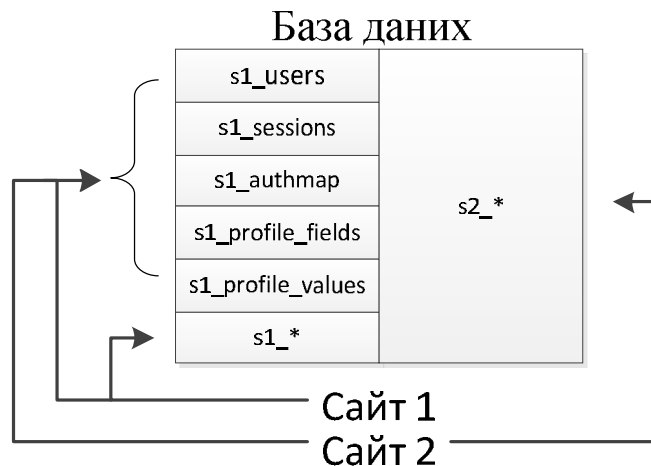 База даних
s1_users
s1_sessions
s1_authmap
s1_profile_fields
s1_profile_values
s1_*
s2_*
Сайт 1
Сайт 2